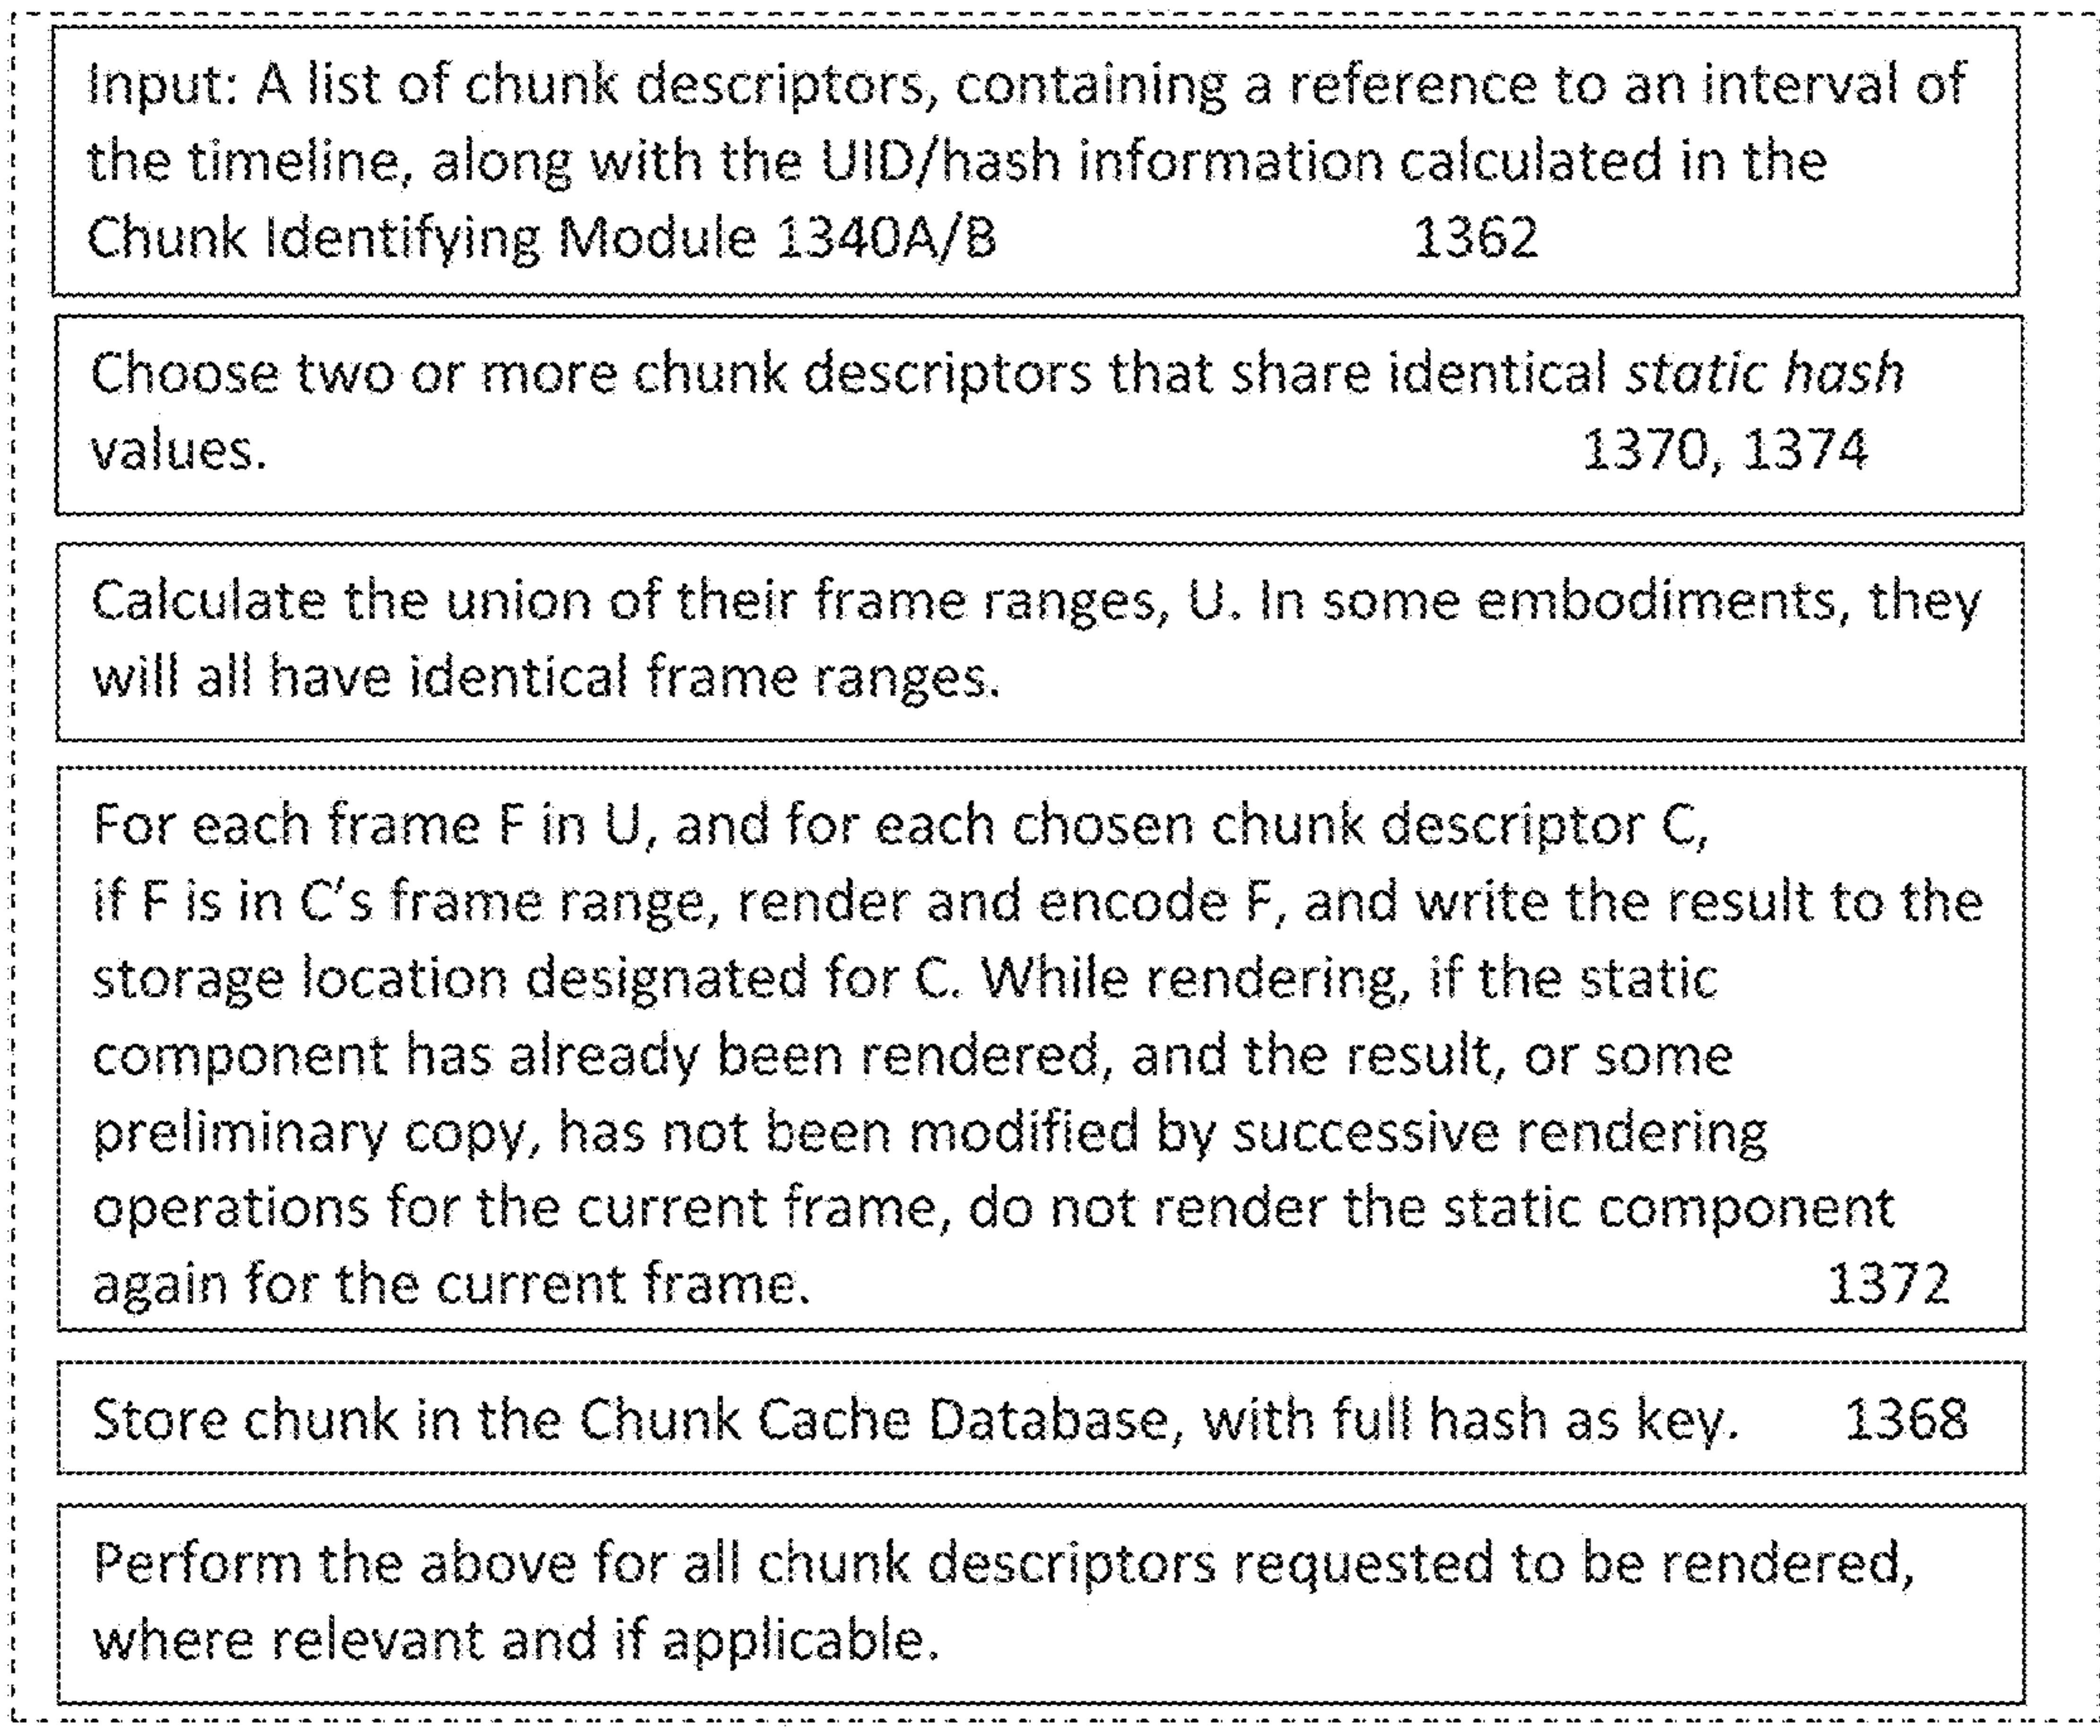 Input: A list of chunk descriptors, containing a reference to an interval of
the timeline, along with the UID/hash information calculated in the
Chunk Identifying Module 1340A/B 1362
Choose two or more chunk descriptors that share identical static hash
values. 1370, 1374
Calculate the union of their frame ranges, U. In some embodiments, they
will all have identical frame ranges.
For each frame F in U, and for each chosen chunk descriptor C,
if F is in C's frame range, render and encode F, and write the result to the
storage location designated for C. While rendering, if the static
component has already been rendered, and the result, or some
preliminary copy, has not been modified by successive rendering
operations for the current frame, do not render the static component
again for the current frame. 1372
Store chunk in the Chunk Cache Database, with full hash as key. 1368
Perform the above for all chunk descriptors requested to be rendered,
where relevant and if applicable.